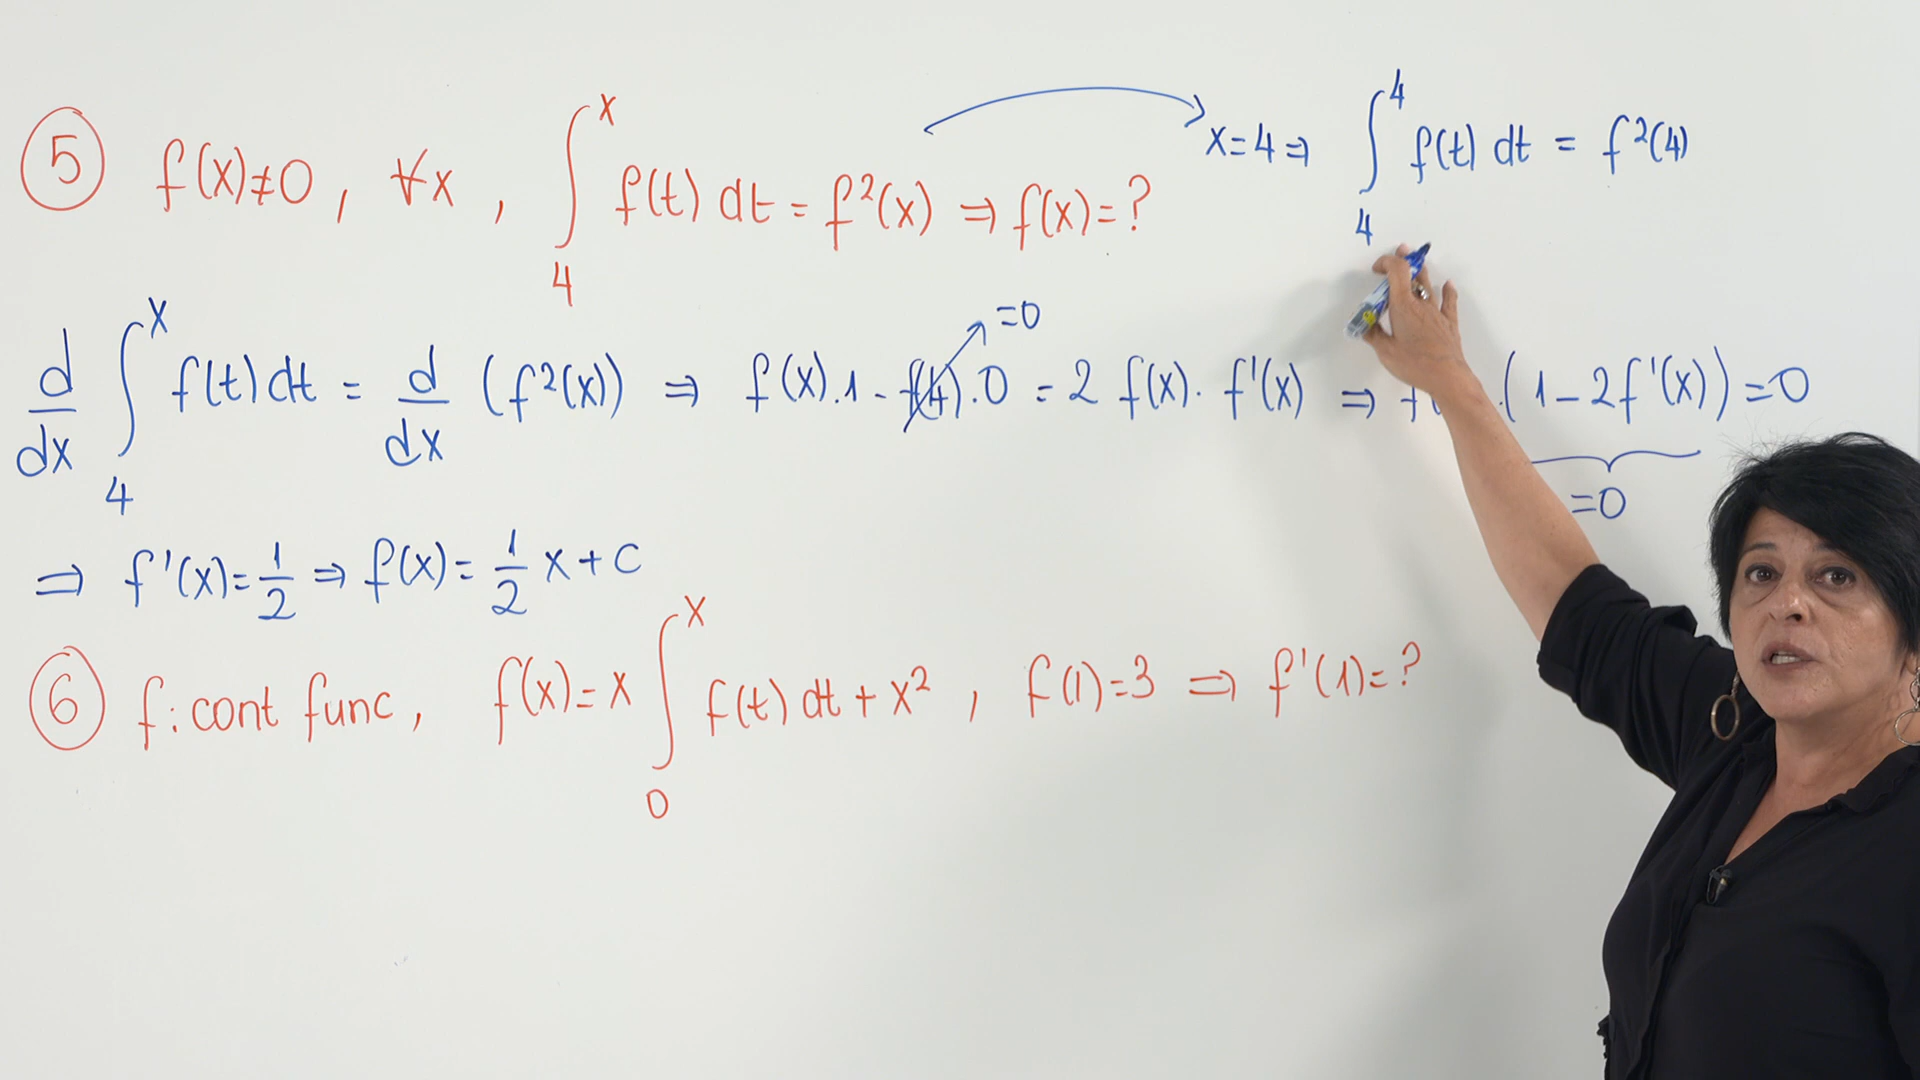 ⑤ f(x)≠0, ∀x, ∫₄ˣ f(t) dt = f²(x) ⇒ f(x)=?
x=4 ⇒ ∫₄⁴ f(t) dt = f²(4)
d/dx ∫₄ˣ f(t) dt = d/dx (f²(x)) ⇒ f(x).1 - f(4).0 = 2 f(x). f'(x) ⇒ f .(1-2f'(x))=0
=0
=0
⇒ f'(x)=1/2 ⇒ f(x)=1/2 x+c
⑥ f: cont func, f(x)=x ∫₀ˣ f(t) dt + x², f(1)=3 ⇒ f'(1)=?